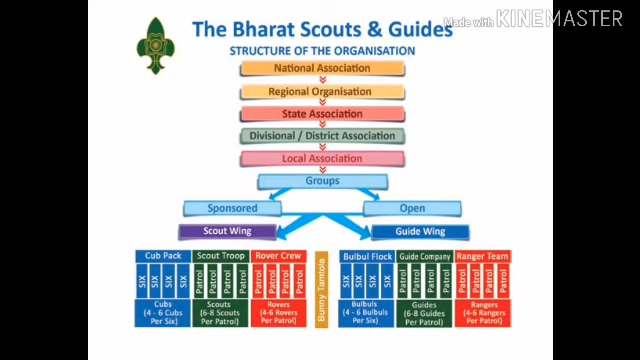 Made with KINEMASTER
The Bharat Scouts & Guides
STRUCTURE OF THE ORGANISATION
National Association
Regional Organisation
State Association
Divisional / District Association
Local Association
Groups
Sponsored
Open
Scout Wing
Guide Wing
Cub Pack
SIX SIX SIX SIX
Cubs
(4 - 6 Cubs
Per Six)
Scout Troop
Patrol Patrol Patrol Patrol
Scouts
(6-8 Scouts
Per Patrol)
Rover Crew
Patrol Patrol Patrol Patrol
Rovers
(4-6 Rovers
Per Patrol)
Bunny Tamtola
Bulbul Flock
SIX SIX SIX SIX
Bulbuls
(4 - 6 Bulbuls
Per Six)
Guide Company
Patrol Patrol Patrol Patrol
Guides
(6-8 Guides
Per Patrol)
Ranger Team
Patrol Patrol Patrol Patrol
Rangers
(4-6 Rangers
Per Patrol)